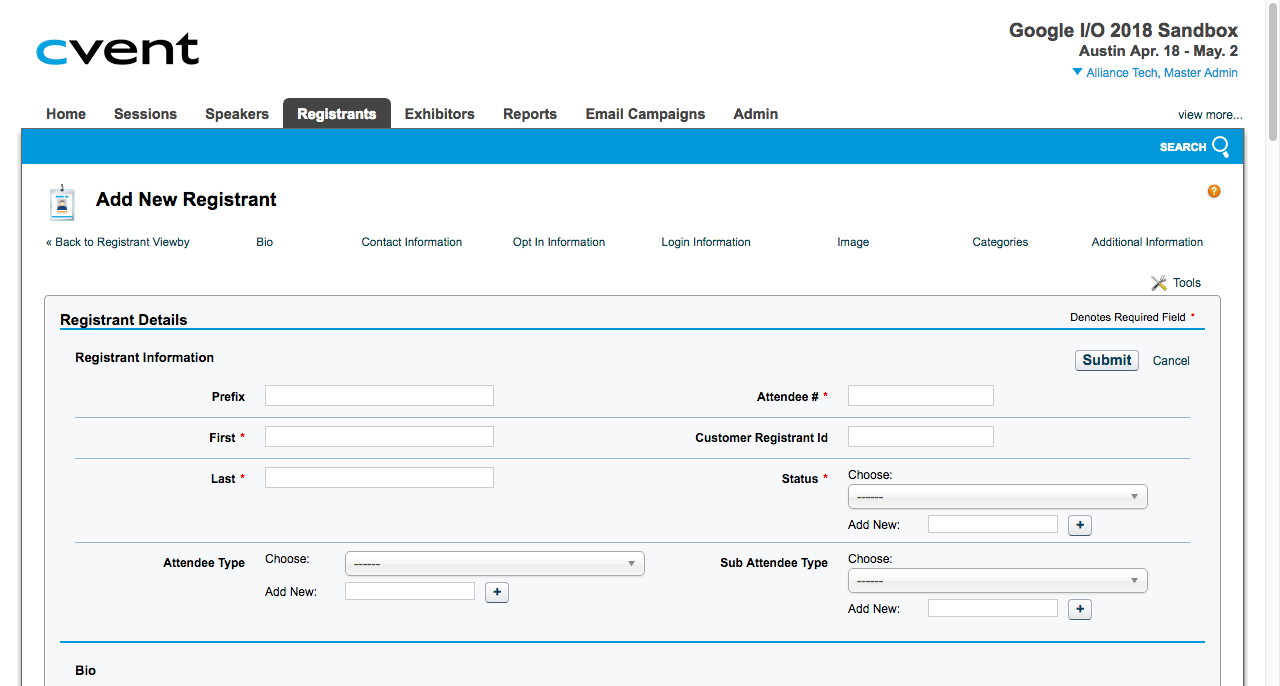 cvent
Google I/O 2018 Sandbox
Austin Apr. 18 - May. 2
Alliance Tech, Master Admin
Home Sessions Speakers Registrants Exhibitors Reports Email Campaigns Admin view more...
SEARCH
Add New Registrant
?
« Back to Registrant Viewby Bio Contact Information Opt In Information Login Information Image Categories Additional Information
Tools
Registrant Details Denotes Required Field *
Registrant Information Submit Cancel
Prefix Attendee # *
First * Customer Registrant Id
Last * Status * Choose:
------
Add New: +
Attendee Type Choose: ------ Sub Attendee Type Choose:
------
Add New: + Add New: +
Bio